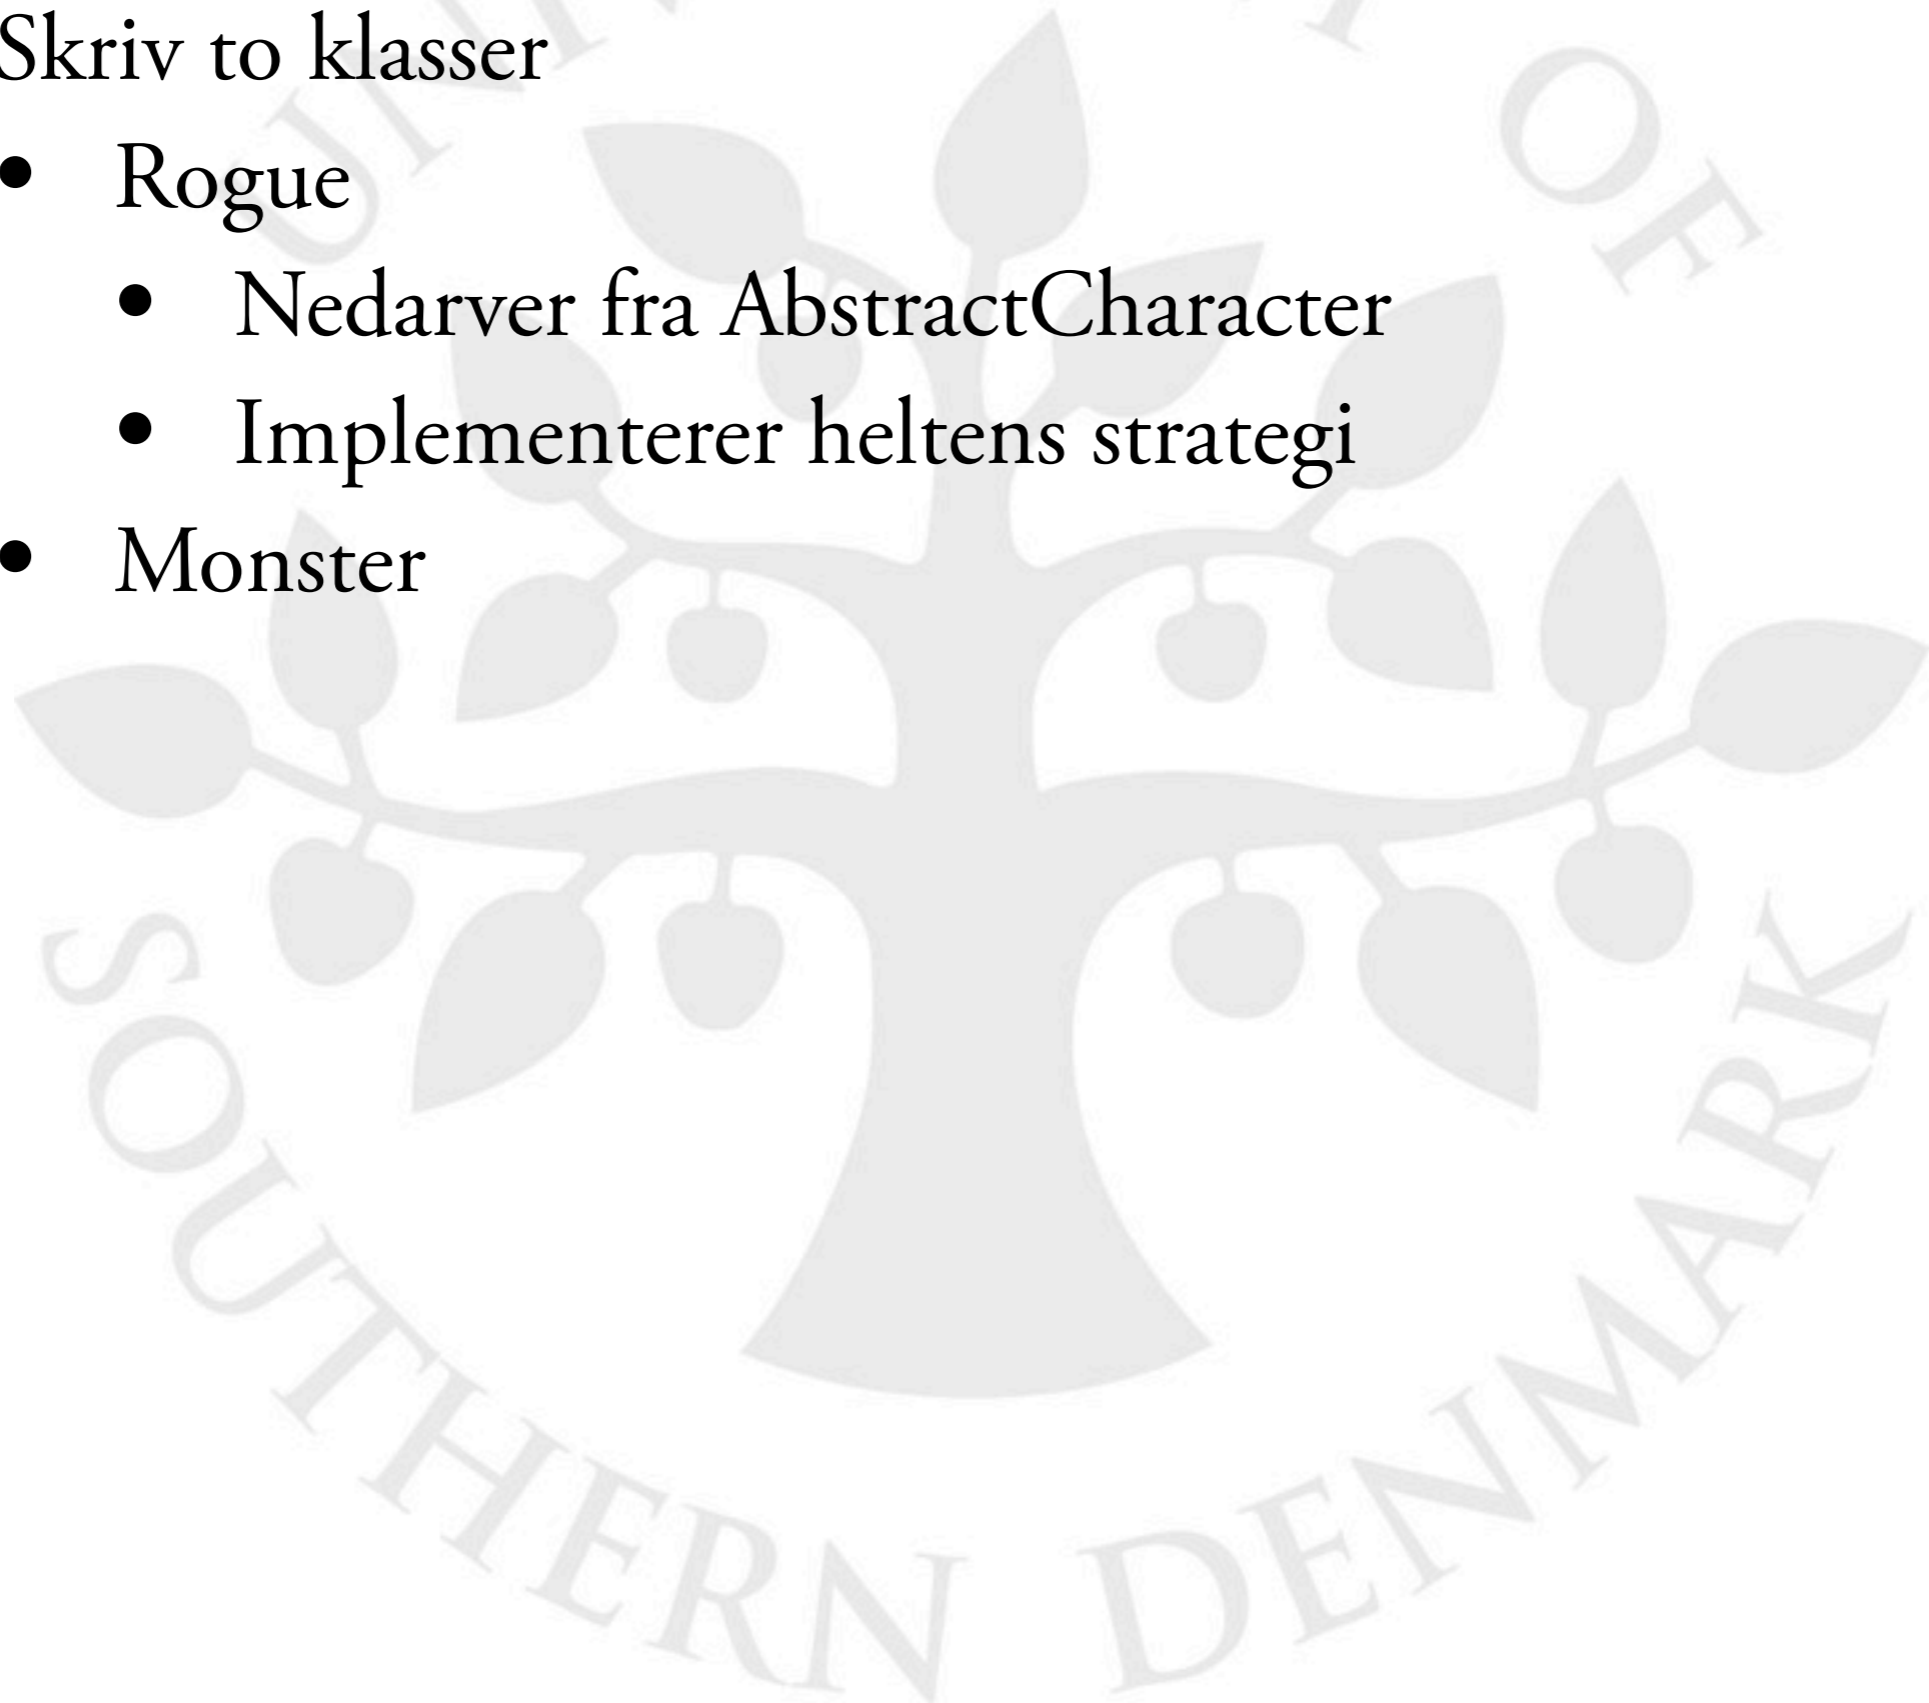 Skriv to klasser
• Rogue
• Nedarver fra AbstractCharacter
• Implementerer heltens strategi
• Monster
OF
SOUTHERN DENMARK